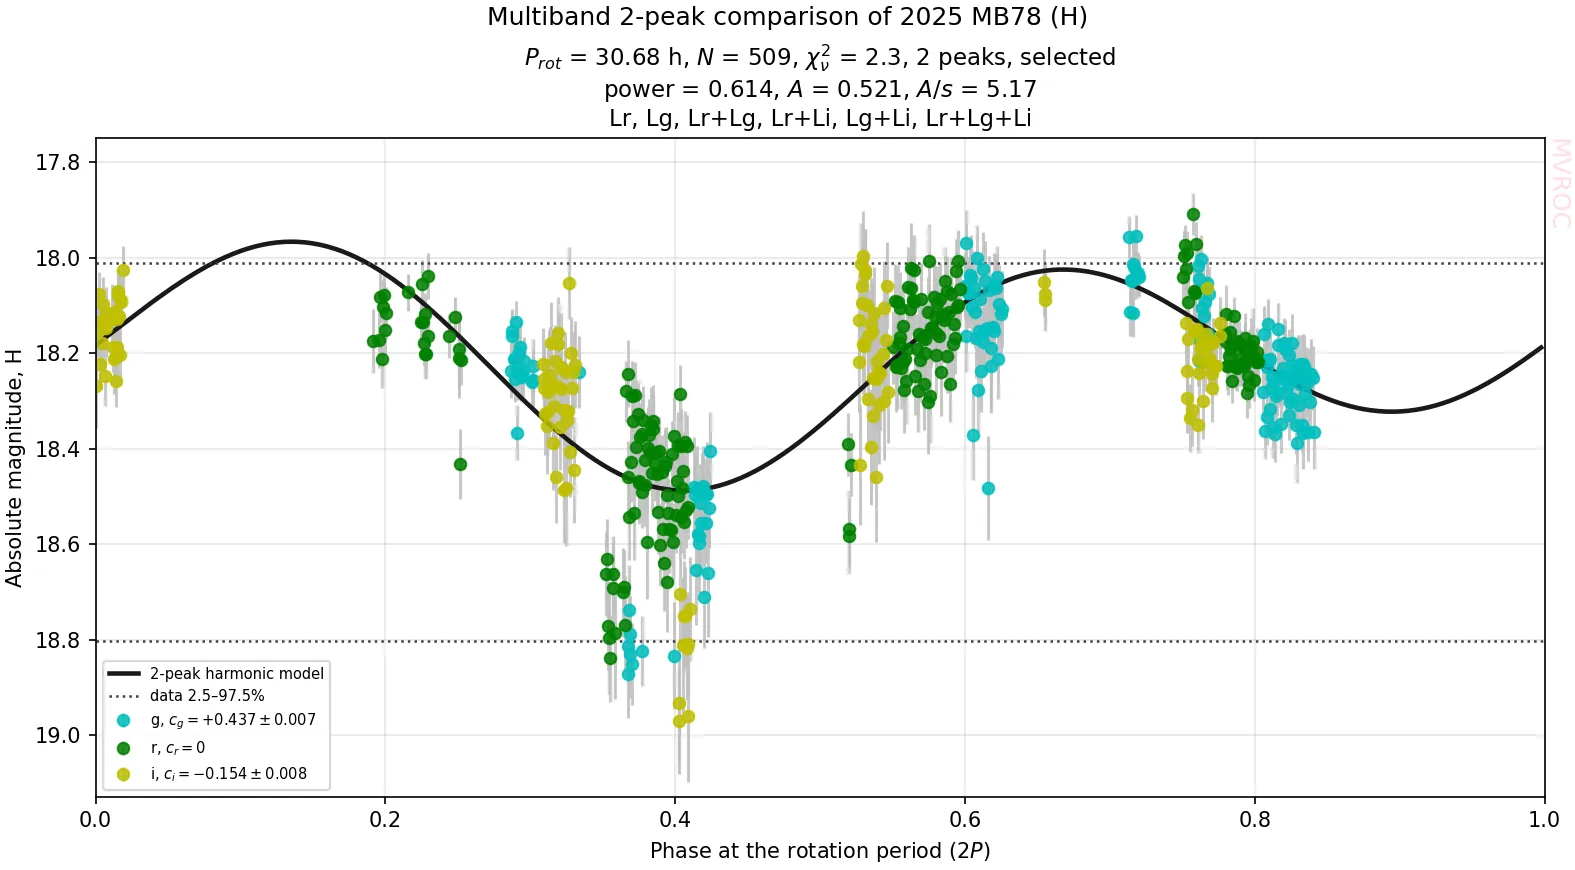 Multiband 2-peak comparison of 2025 MB78 (H)
P_rot = 30.68 h, N = 509, χ²_ν = 2.3, 2 peaks, selected
power = 0.614, A = 0.521, A/s = 5.17
Lr, Lg, Lr+Lg, Lr+Li, Lg+Li, Lr+Lg+Li
MVROC
Absolute magnitude, H
17.8
18.0
18.2
18.4
18.6
18.8
19.0
2-peak harmonic model
data 2.5–97.5%
g, c_g = +0.437 ± 0.007
r, c_r = 0
i, c_i = −0.154 ± 0.008
0.0 0.2 0.4 0.6 0.8 1.0
Phase at the rotation period (2P)